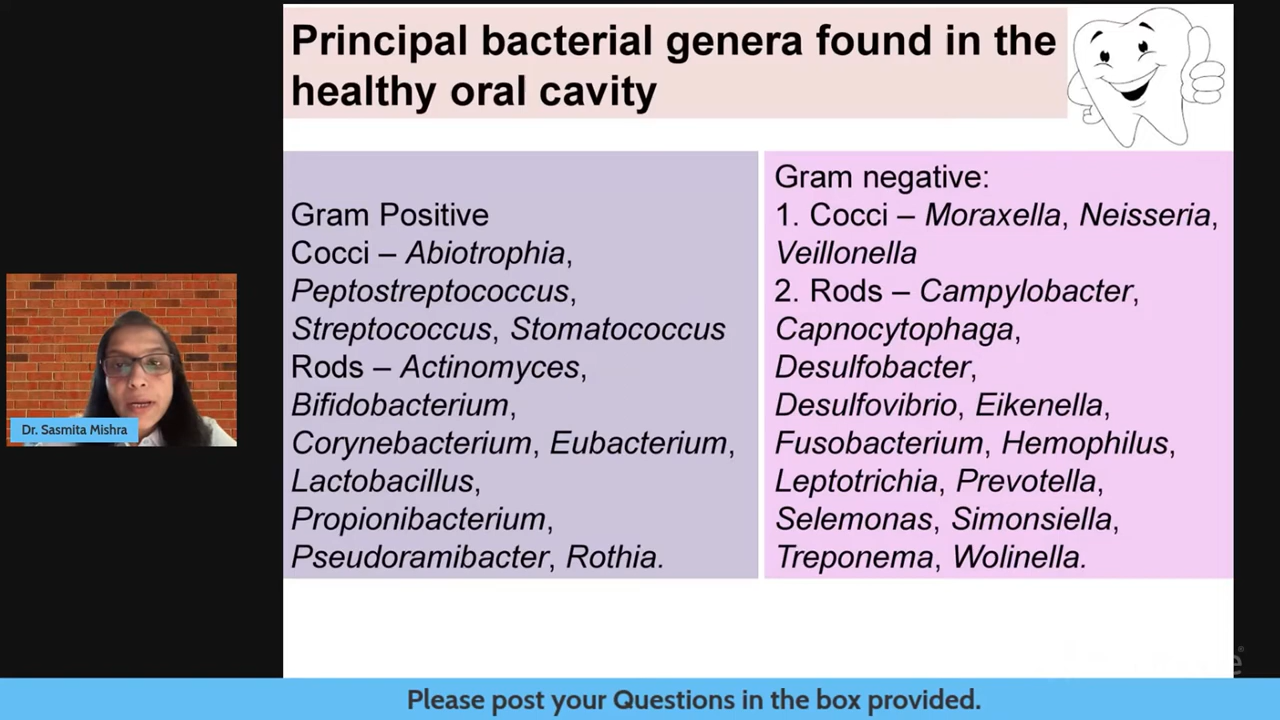 Principal bacterial genera found in the
healthy oral cavity
Gram Positive
Cocci – Abiotrophia,
Peptostreptococcus,
Streptococcus, Stomatococcus
Rods – Actinomyces,
Bifidobacterium,
Corynebacterium, Eubacterium,
Lactobacillus,
Propionibacterium,
Pseudoramibacter, Rothia.
Gram negative:
1. Cocci – Moraxella, Neisseria,
Veillonella
2. Rods – Campylobacter,
Capnocytophaga,
Desulfobacter,
Desulfovibrio, Eikenella,
Fusobacterium, Hemophilus,
Leptotrichia, Prevotella,
Selemonas, Simonsiella,
Treponema, Wolinella.
Dr. Sasmita Mishra
Please post your Questions in the box provided.